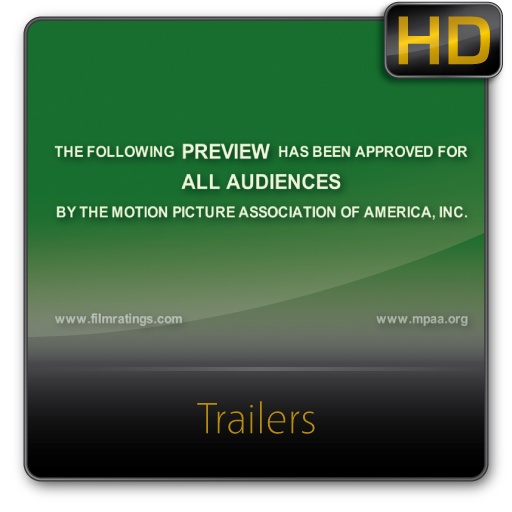 HD
THE FOLLOWING PREVIEW HAS BEEN APPROVED FOR
ALL AUDIENCES
BY THE MOTION PICTURE ASSOCIATION OF AMERICA, INC.
www.filmratings.com www.mpaa.org
Trailers